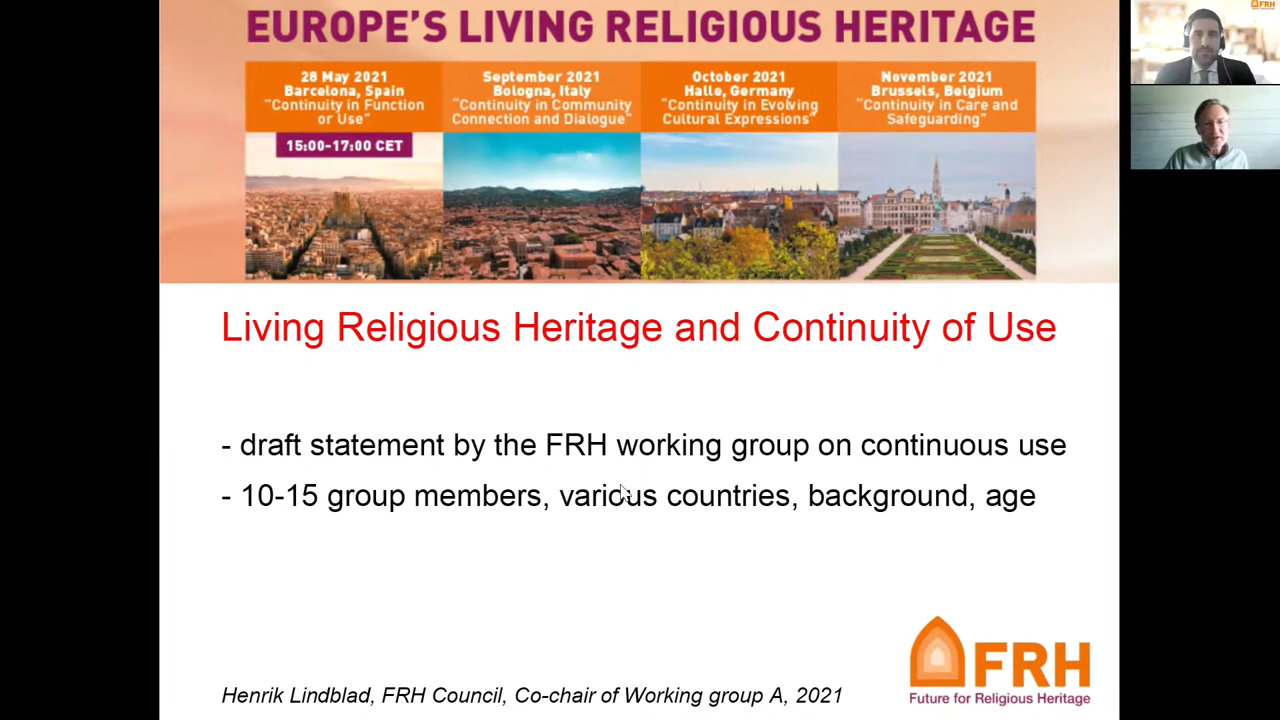 EUROPE'S LIVING RELIGIOUS HERITAGE
28 May 2021
Barcelona, Spain
"Continuity in Function
or Use"
15:00-17:00 CET
September 2021
Bologna, Italy
"Continuity in Community
Connection and Dialogue"
October 2021
Halle, Germany
"Continuity in Evolving
Cultural Expressions"
November 2021
Brussels, Belgium
"Continuity in Care and
Safeguarding"
FRH
Living Religious Heritage and Continuity of Use
- draft statement by the FRH working group on continuous use
- 10-15 group members, various countries, background, age
FRH
Future for Religious Heritage
Henrik Lindblad, FRH Council, Co-chair of Working group A, 2021